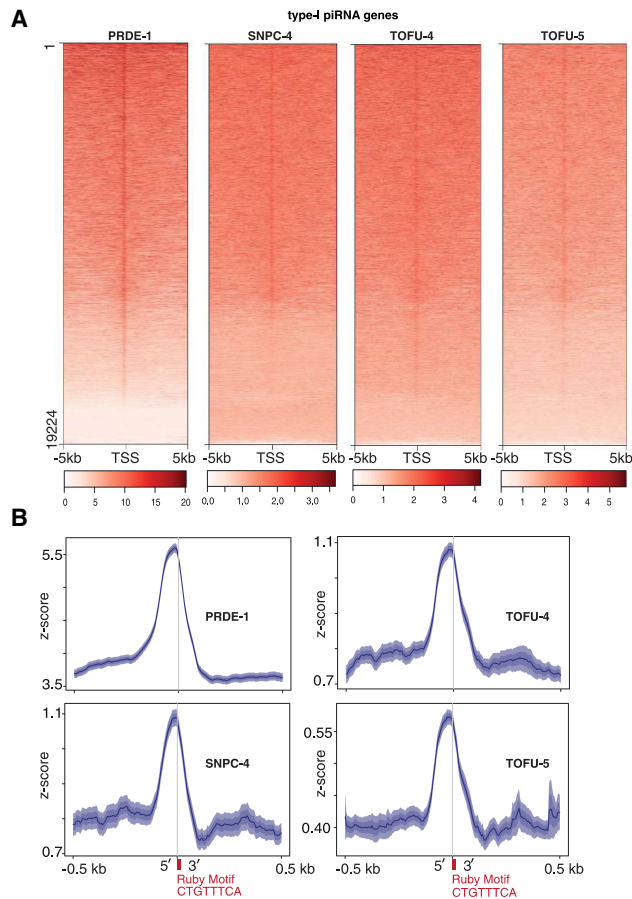 A
type-I piRNA genes
PRDE-1 SNPC-4 TOFU-4 TOFU-5
1
19224
-5kb TSS 5kb -5kb TSS 5kb -5kb TSS 5kb -5kb TSS 5kb
0 5 10 15 20 0,0 1,0 2,0 3,0 0 1 2 3 4 0 1 2 3 4 5
B
5.5
z-score
3.5
PRDE-1
1.1
z-score
0.7
TOFU-4
1.1
z-score
0.7
SNPC-4
0.55
z-score
0.40
TOFU-5
-0.5 kb 5′ 3′ 0.5 kb -0.5 kb 5′ 3′ 0.5 kb
Ruby Motif Ruby Motif
CTGTTTCA CTGTTTCA